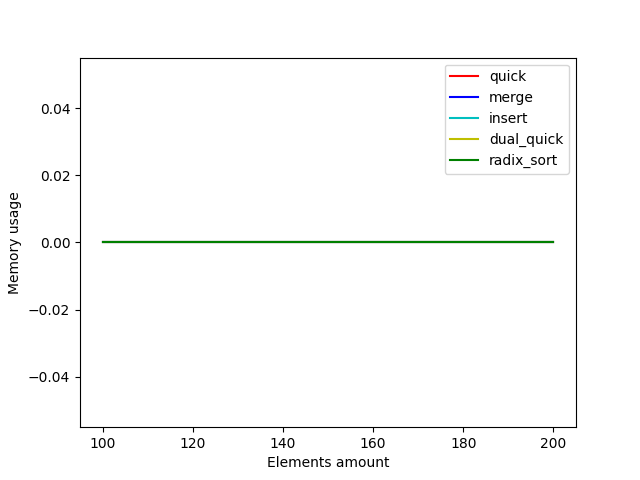 quick
merge
insert
dual_quick
radix_sort
0.04
0.02
0.00
−0.02
−0.04
Memory usage
100 120 140 160 180 200
Elements amount